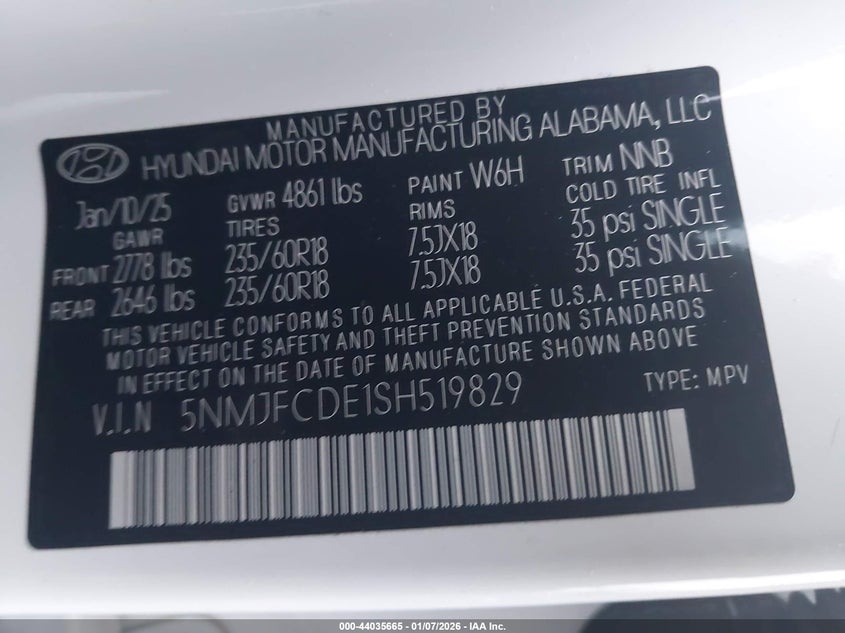 MANUFACTURED BY
HYUNDAI MOTOR MANUFACTURING ALABAMA, LLC
Jan/10/25 GVWR 4861 lbs PAINT W6H TRIM NNB
GAWR TIRES RIMS COLD TIRE INFL
FRONT 2778 lbs 235/60R18 7.5JX18 35 psi SINGLE
REAR 2646 lbs 235/60R18 7.5JX18 35 psi SINGLE
THIS VEHICLE CONFORMS TO ALL APPLICABLE U.S.A. FEDERAL
MOTOR VEHICLE SAFETY AND THEFT PREVENTION STANDARDS
IN EFFECT ON THE DATE OF MANUFACTURE SHOWN ABOVE
V.I.N 5NMJFCDE1SH519829 TYPE: MPV
000-44035665 - 01/07/2026 - IAA Inc.